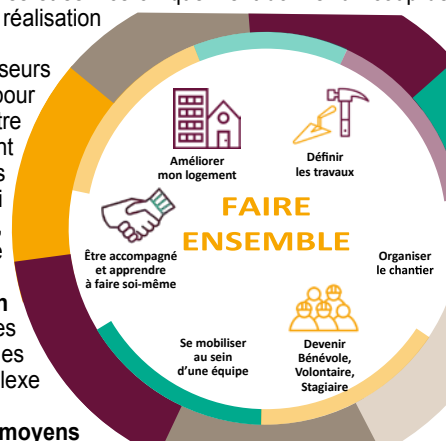 réalisation
seurs
pour
tre
nt
s
i
,
e
n
es
es
lexe
moyens
Améliorer
mon logement
Définir
les travaux
FAIRE
ENSEMBLE
Être accompagné
et apprendre
à faire soi-même
Organiser
le chantier
Se mobiliser
au sein
d'une équipe
Devenir
Bénévole,
Volontaire,
Stagiaire